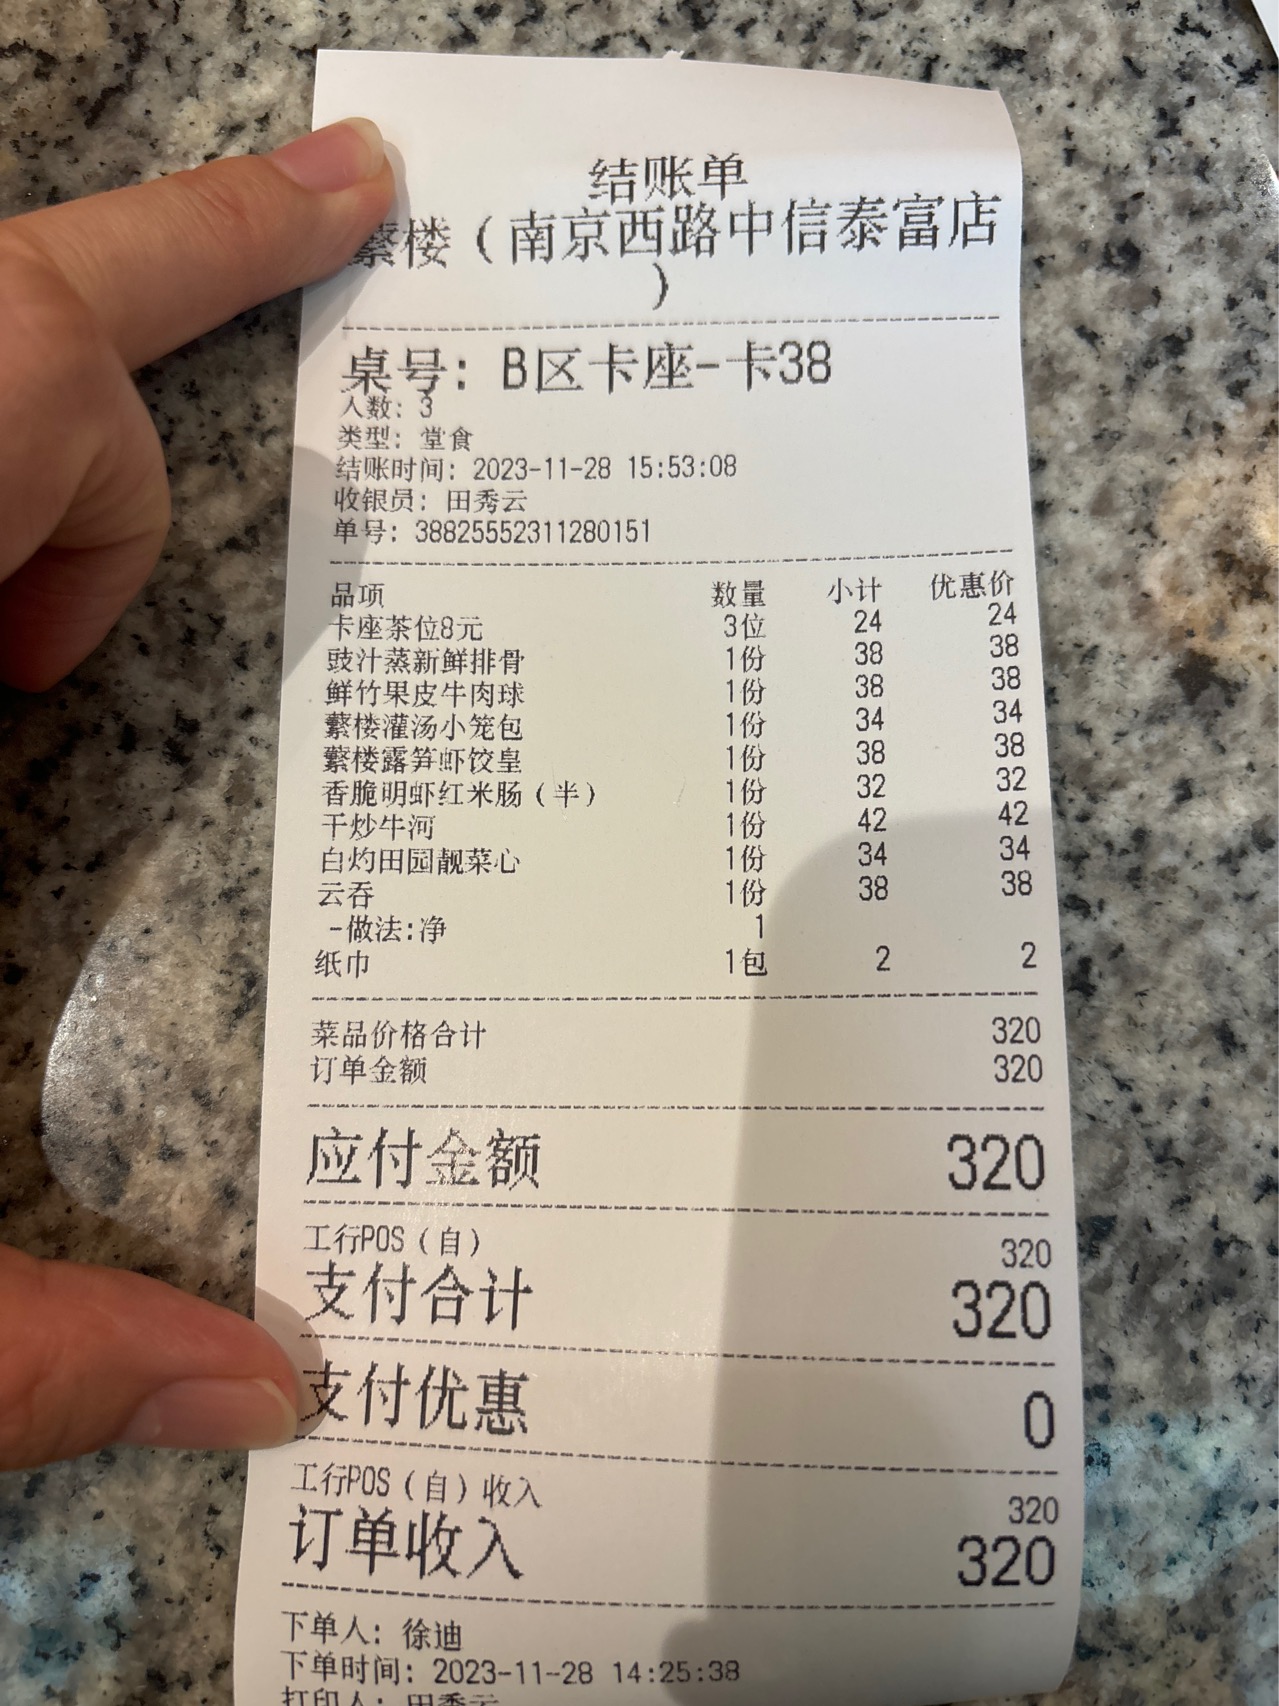 结账单
蘩楼（南京西路中信泰富店
）
桌号：B区卡座-卡38
人数：3
类型：堂食
结账时间：2023-11-28 15:53:08
收银员：田秀云
单号：38825552311280151
品项 数量 小计 优惠价
卡座茶位8元 3位 24 24
豉汁蒸新鲜排骨 1份 38 38
鲜竹果皮牛肉球 1份 38 38
蘩楼灌汤小笼包 1份 34 34
蘩楼露笋虾饺皇 1份 38 38
香脆明虾红米肠（半） 1份 32 32
干炒牛河 1份 42 42
白灼田园靓菜心 1份 34 34
云吞 1份 38 38
-做法:净 1
纸巾 1包 2 2
菜品价格合计 320
订单金额 320
应付金额 320
工行POS（自） 320
支付合计 320
支付优惠 0
工行POS（自）收入 320
订单收入 320
下单人：徐迪
下单时间：2023-11-28 14:25:38
打印人：田秀云